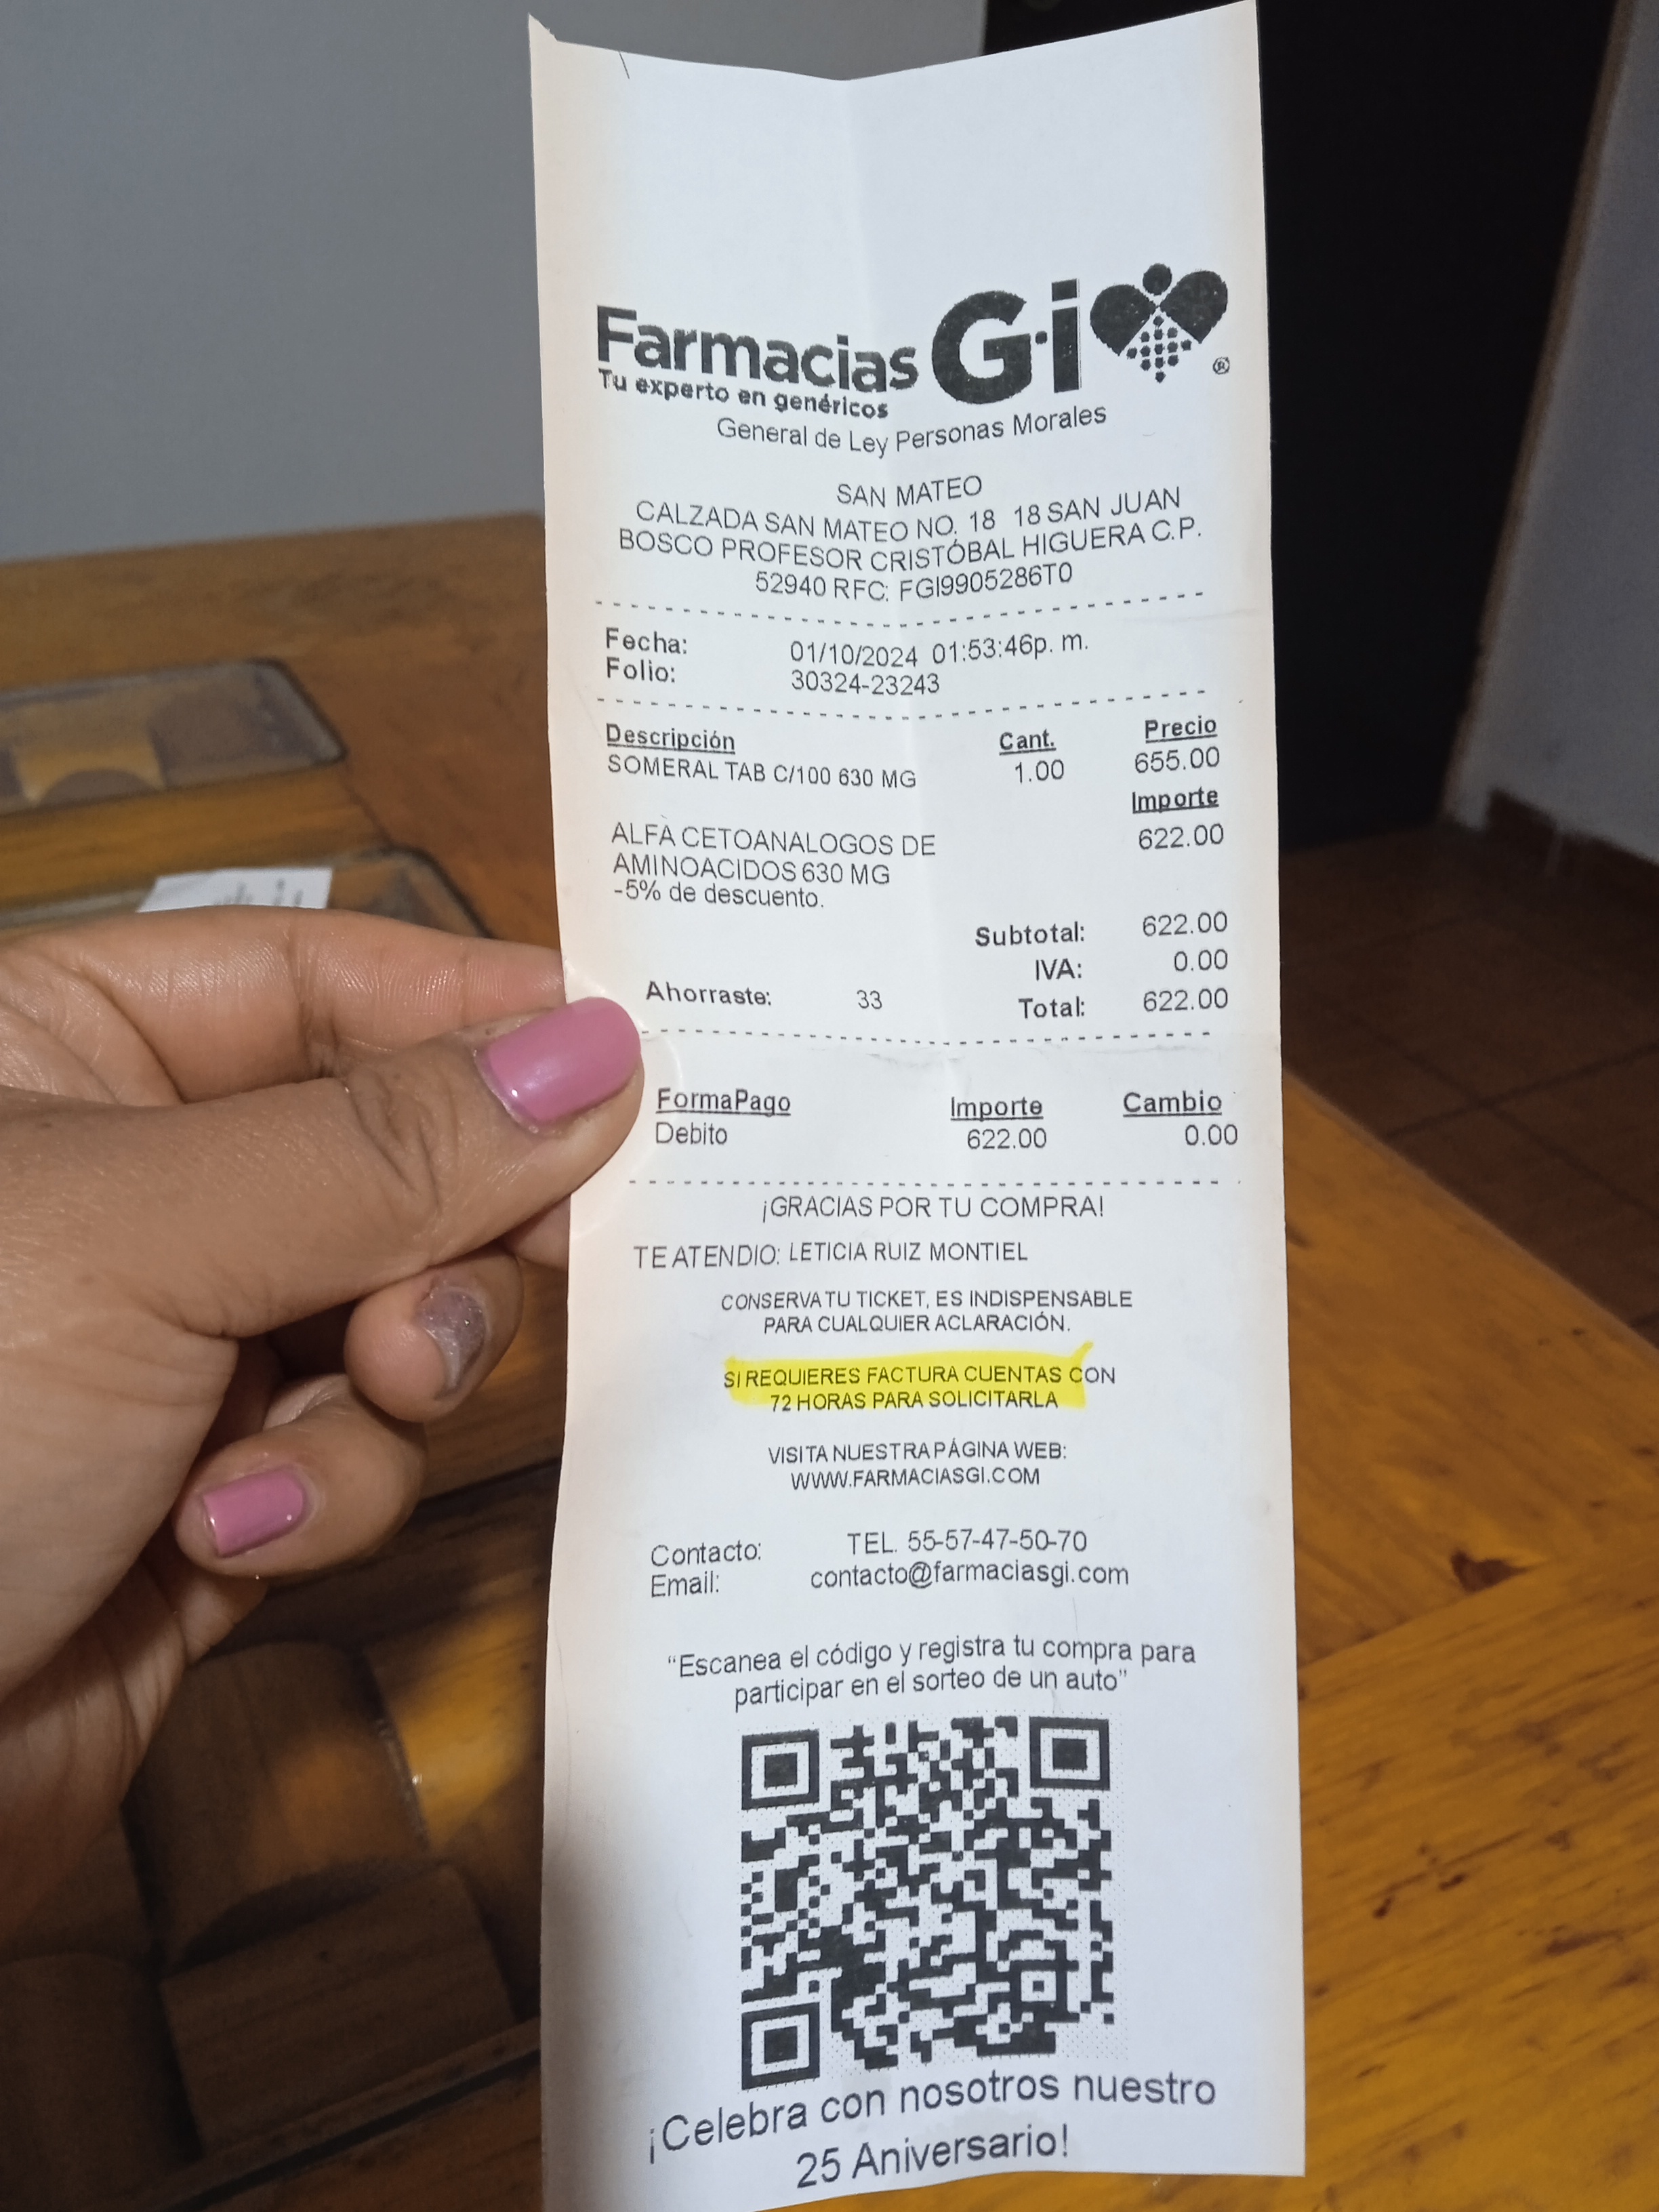 Farmacias Gi
®
Tu experto en genéricos
General de Ley Personas Morales
SAN MATEO
CALZADA SAN MATEO NO. 18 18 SAN JUAN
BOSCO PROFESOR CRISTÓBAL HIGUERA C.P.
52940 RFC: FGI9905286T0
Fecha: 01/10/2024 01:53:46p. m.
Folio: 30324-23243
Descripción Cant. Precio
SOMERAL TAB C/100 630 MG 1.00 655.00
Importe
ALFA CETOANALOGOS DE 622.00
AMINOACIDOS 630 MG
-5% de descuento.
Subtotal: 622.00
IVA: 0.00
Ahorraste: 33 Total: 622.00
FormaPago Importe Cambio
Debito 622.00 0.00
¡GRACIAS POR TU COMPRA!
TE ATENDIO: LETICIA RUIZ MONTIEL
CONSERVA TU TICKET, ES INDISPENSABLE
PARA CUALQUIER ACLARACIÓN.
SI REQUIERES FACTURA CUENTAS CON
72 HORAS PARA SOLICITARLA
VISITA NUESTRA PÁGINA WEB:
WWW.FARMACIASGI.COM
Contacto: TEL. 55-57-47-50-70
Email: contacto@farmaciasgi.com
“Escanea el código y registra tu compra para
participar en el sorteo de un auto”
¡Celebra con nosotros nuestro
25 Aniversario!